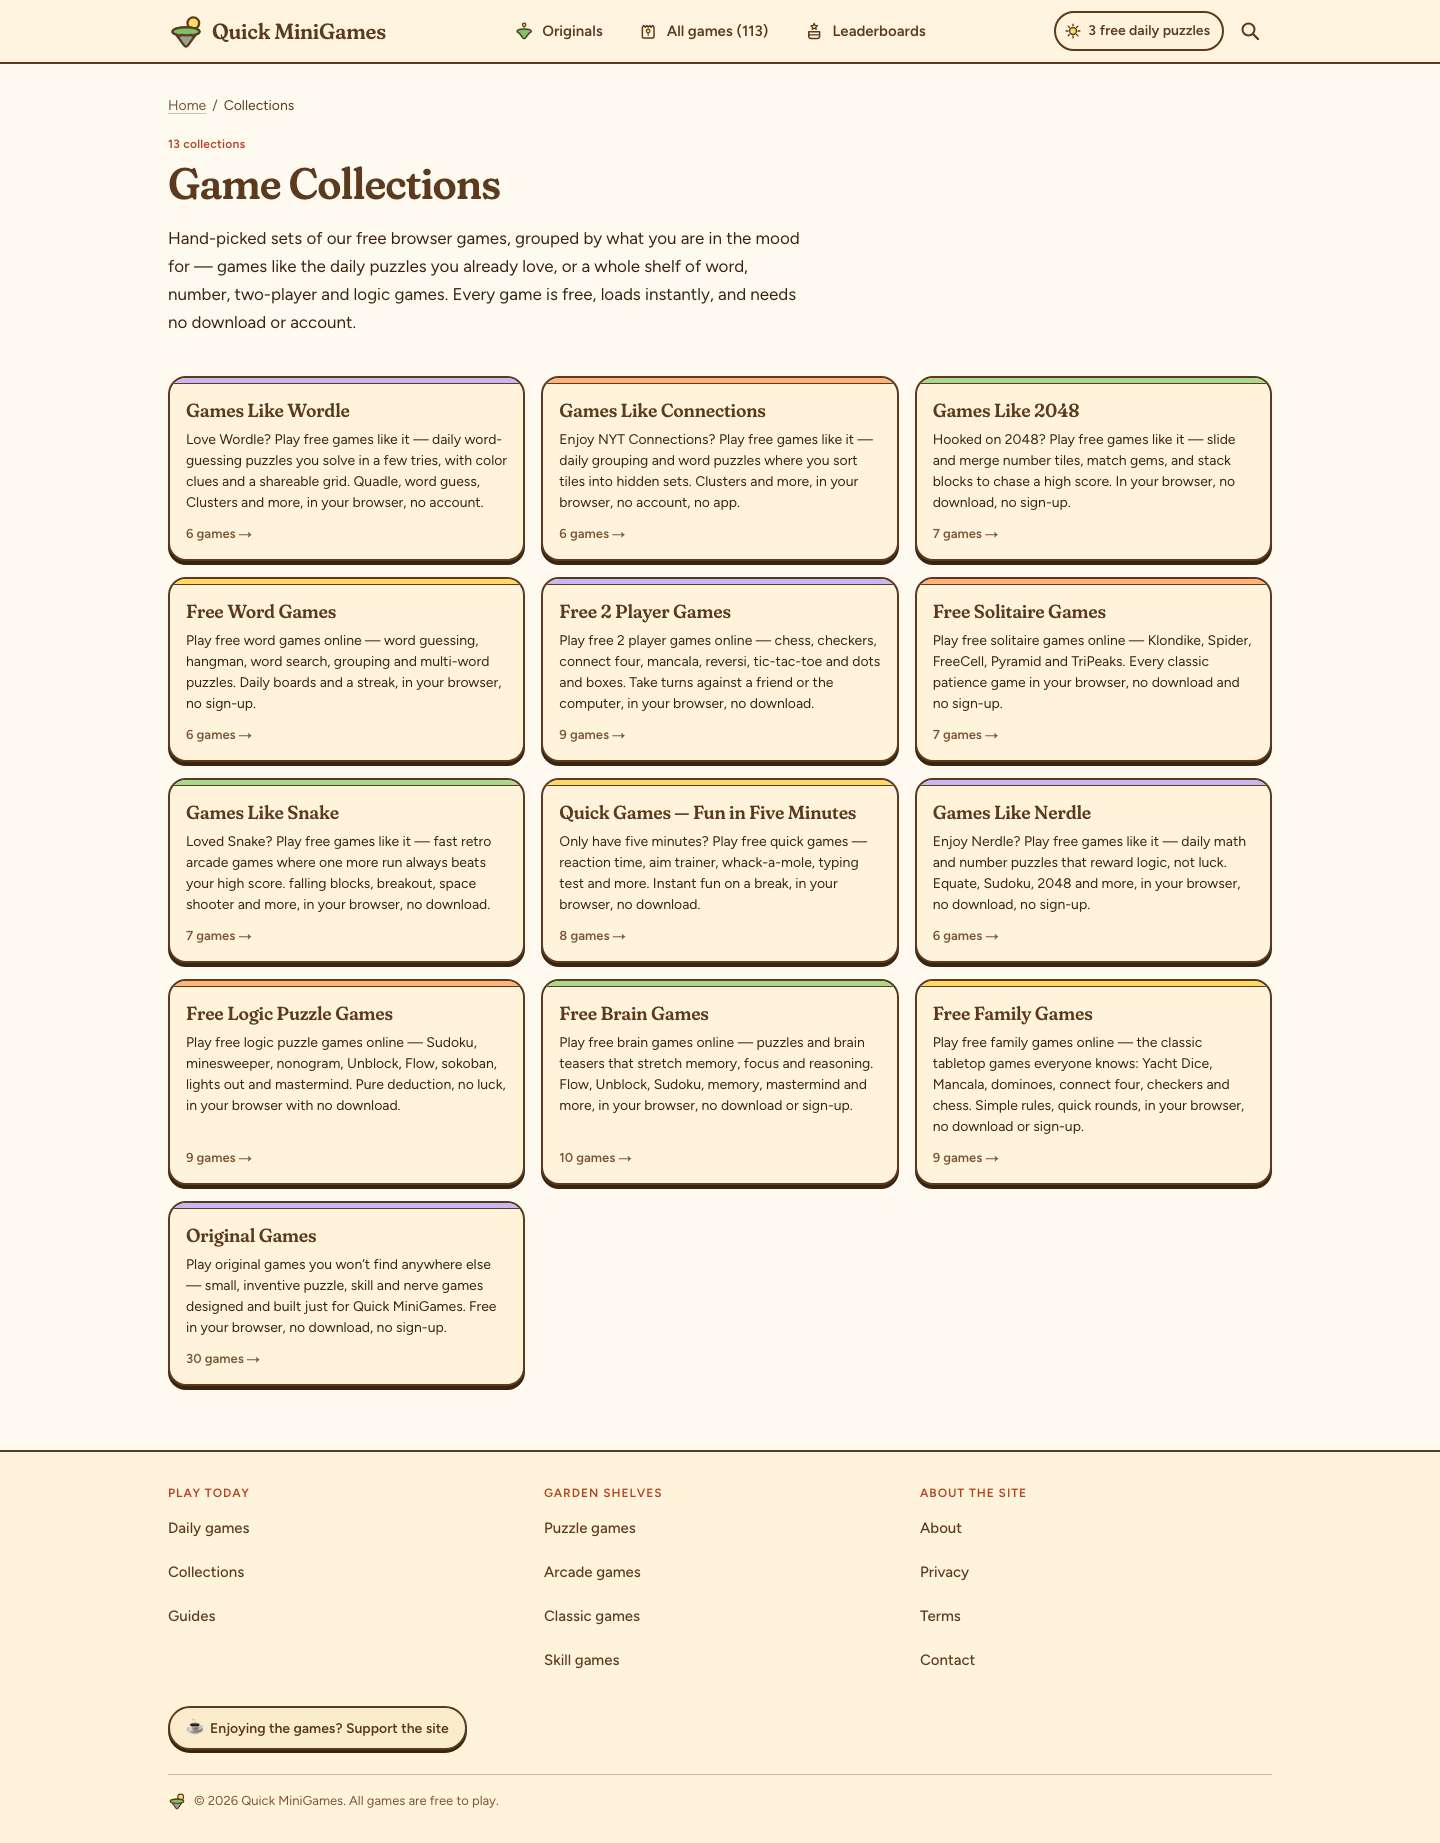 Quick MiniGames
Originals
All games (113)
Leaderboards
3 free daily puzzles
Home / Collections
13 collections
Game Collections
Hand-picked sets of our free browser games, grouped by what you are in the mood
for — games like the daily puzzles you already love, or a whole shelf of word,
number, two-player and logic games. Every game is free, loads instantly, and needs
no download or account.
Games Like Wordle
Love Wordle? Play free games like it — daily word-
guessing puzzles you solve in a few tries, with color
clues and a shareable grid. Quadle, word guess,
Clusters and more, in your browser, no account.
6 games →
Games Like Connections
Enjoy NYT Connections? Play free games like it —
daily grouping and word puzzles where you sort
tiles into hidden sets. Clusters and more, in your
browser, no account, no app.
6 games →
Games Like 2048
Hooked on 2048? Play free games like it — slide
and merge number tiles, match gems, and stack
blocks to chase a high score. In your browser, no
download, no sign-up.
7 games →
Free Word Games
Play free word games online — word guessing,
hangman, word search, grouping and multi-word
puzzles. Daily boards and a streak, in your browser,
no sign-up.
6 games →
Free 2 Player Games
Play free 2 player games online — chess, checkers,
connect four, mancala, reversi, tic-tac-toe and dots
and boxes. Take turns against a friend or the
computer, in your browser, no download.
9 games →
Free Solitaire Games
Play free solitaire games online — Klondike, Spider,
FreeCell, Pyramid and TriPeaks. Every classic
patience game in your browser, no download and
no sign-up.
7 games →
Games Like Snake
Loved Snake? Play free games like it — fast retro
arcade games where one more run always beats
your high score. falling blocks, breakout, space
shooter and more, in your browser, no download.
7 games →
Quick Games — Fun in Five Minutes
Only have five minutes? Play free quick games —
reaction time, aim trainer, whack-a-mole, typing
test and more. Instant fun on a break, in your
browser, no download.
8 games →
Games Like Nerdle
Enjoy Nerdle? Play free games like it — daily math
and number puzzles that reward logic, not luck.
Equate, Sudoku, 2048 and more, in your browser,
no download, no sign-up.
6 games →
Free Logic Puzzle Games
Play free logic puzzle games online — Sudoku,
minesweeper, nonogram, Unblock, Flow, sokoban,
lights out and mastermind. Pure deduction, no luck,
in your browser with no download.
9 games →
Free Brain Games
Play free brain games online — puzzles and brain
teasers that stretch memory, focus and reasoning.
Flow, Unblock, Sudoku, memory, mastermind and
more, in your browser, no download or sign-up.
10 games →
Free Family Games
Play free family games online — the classic
tabletop games everyone knows: Yacht Dice,
Mancala, dominoes, connect four, checkers and
chess. Simple rules, quick rounds, in your browser,
no download or sign-up.
9 games →
Original Games
Play original games you won't find anywhere else
— small, inventive puzzle, skill and nerve games
designed and built just for Quick MiniGames. Free
in your browser, no download, no sign-up.
30 games →
PLAY TODAY
Daily games
Collections
Guides
GARDEN SHELVES
Puzzle games
Arcade games
Classic games
Skill games
ABOUT THE SITE
About
Privacy
Terms
Contact
Enjoying the games? Support the site
© 2026 Quick MiniGames. All games are free to play.